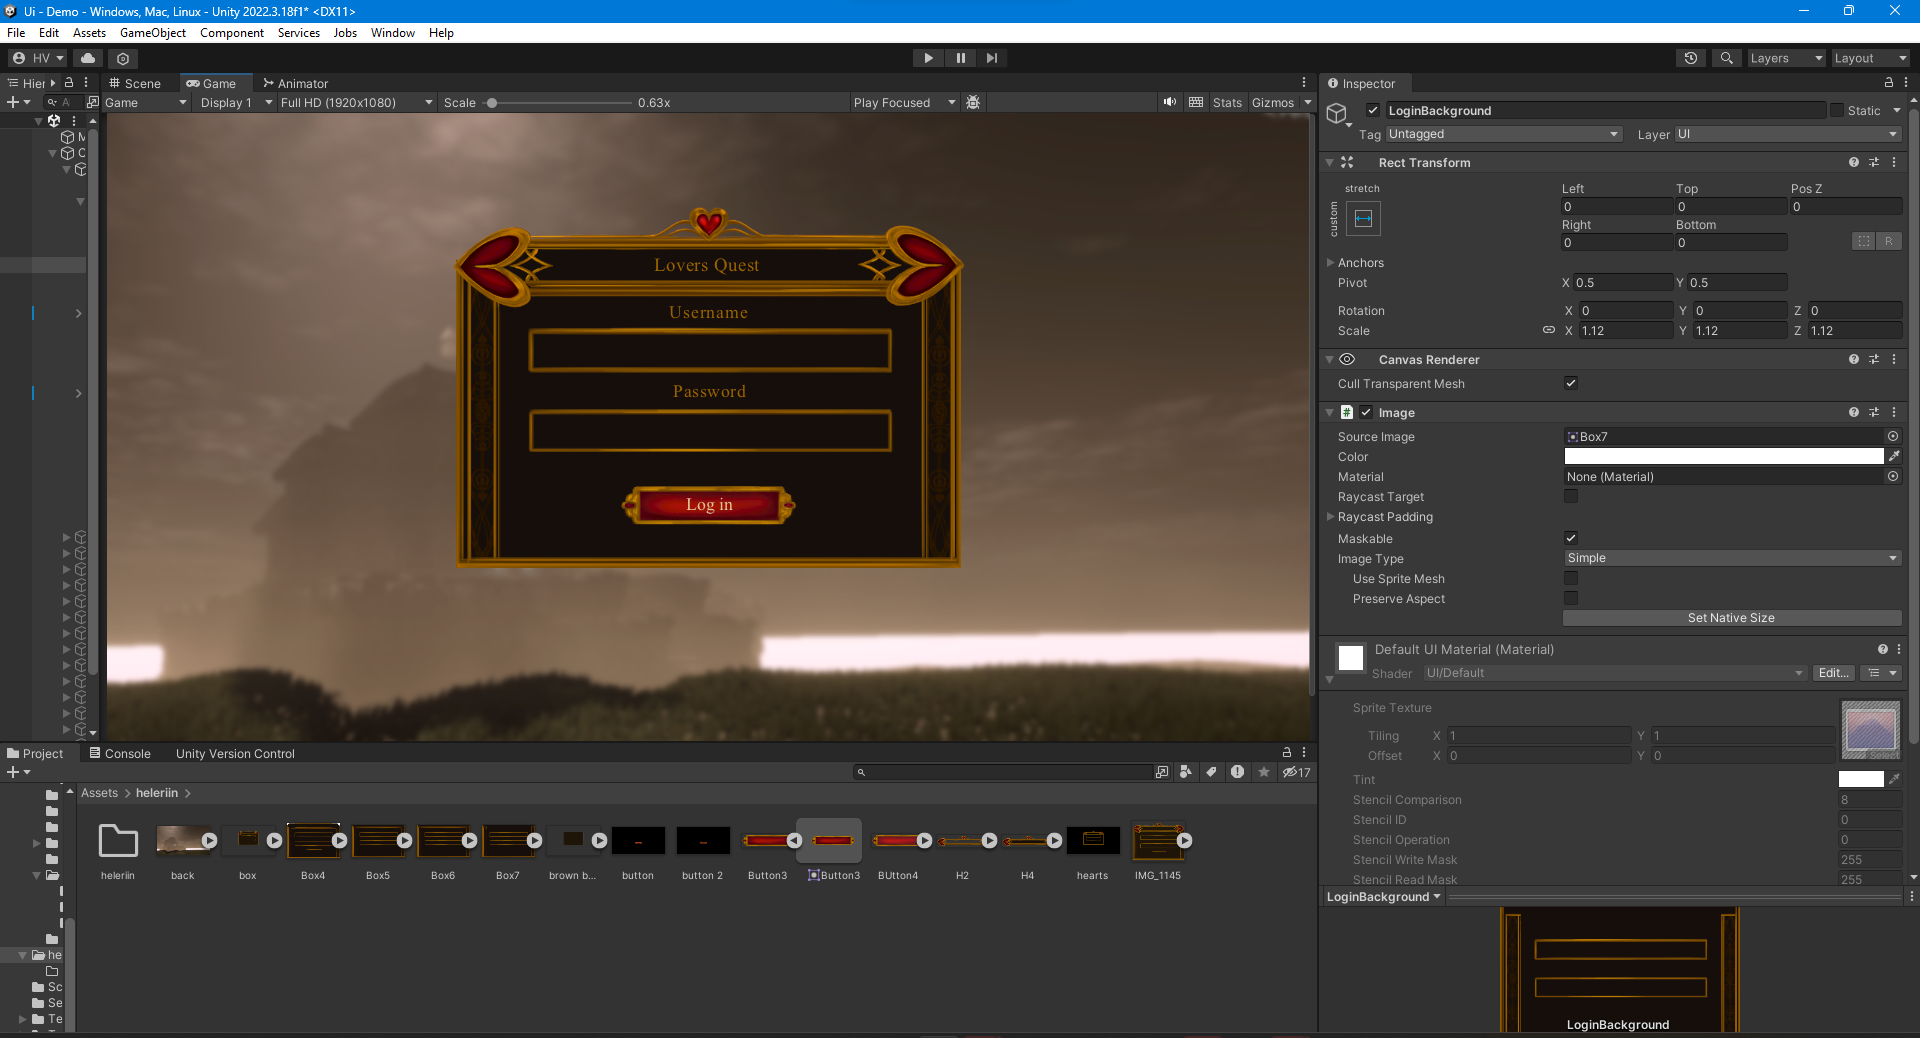 Ui - Demo - Windows, Mac, Linux - Unity 2022.3.18f1* <DX11>
File Edit Assets GameObject Component Services Jobs Window Help
HV
Layers Layout
Hier
Scene Game Animator
Inspector
Game Display 1 Full HD (1920x1080) Scale 0.63x Play Focused Stats Gizmos
LoginBackground Static
Tag Untagged Layer UI
Rect Transform
stretch
custom
Left Top Pos Z
0 0 0
Right Bottom
0 0 R
Anchors
Pivot X 0.5 Y 0.5
Rotation X 0 Y 0 Z 0
Scale X 1.12 Y 1.12 Z 1.12
Canvas Renderer
Cull Transparent Mesh
Image
Source Image Box7
Color
Material None (Material)
Raycast Target
Raycast Padding
Maskable
Image Type Simple
Use Sprite Mesh
Preserve Aspect
Set Native Size
Default UI Material (Material)
Shader UI/Default Edit...
Sprite Texture
Tiling X 1 Y 1
Offset X 0 Y 0
Select
Tint
Stencil Comparison 8
Stencil ID 0
Stencil Operation 0
Stencil Write Mask 255
Stencil Read Mask 255
LoginBackground
LoginBackground
Lovers Quest
Username
Password
Log in
Project Console Unity Version Control
17
Assets > heleriin >
heleriin back box Box4 Box5 Box6 Box7 brown b... button button 2 Button3 Button3 BUtton4 H2 H4 hearts IMG_1145
he
Sc
Se
Te